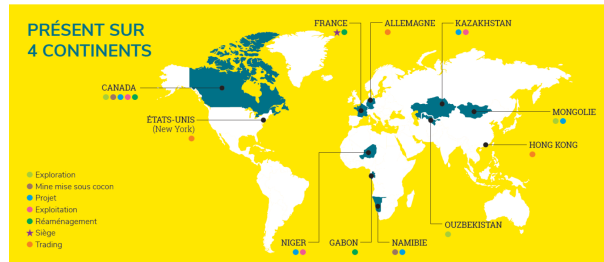 PRÉSENT SUR
4 CONTINENTS
FRANCE
ALLEMAGNE
KAZAKHSTAN
CANADA
ÉTATS-UNIS
(New York)
MONGOLIE
HONG KONG
Exploration
Mine mise sous cocon
Projet
Exploitation
Réaménagement
Siège
Trading
OUZBEKISTAN
NIGER
GABON
NAMIBIE